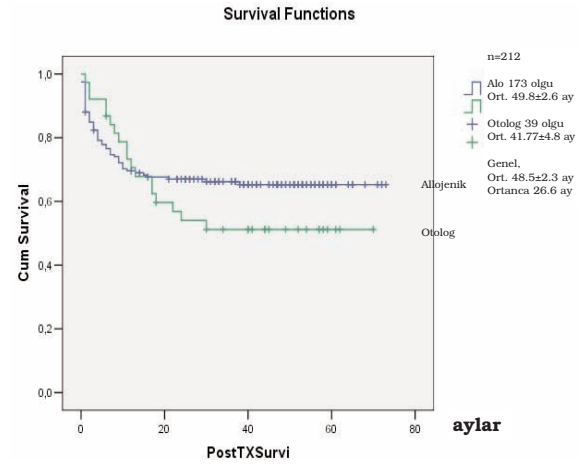 Survival Functions
n=212
Alo 173 olgu
Ort. 49.8±2.6 ay
Otolog 39 olgu
Ort. 41.77±4.8 ay
Genel,
Ort. 48.5±2.3 ay
Ortanca 26.6 ay
Allojenik
Otolog
Cum Survival
1,0
0,8
0,6
0,4
0,2
0,0
0 20 40 60 80
aylar
PostTXSurvi